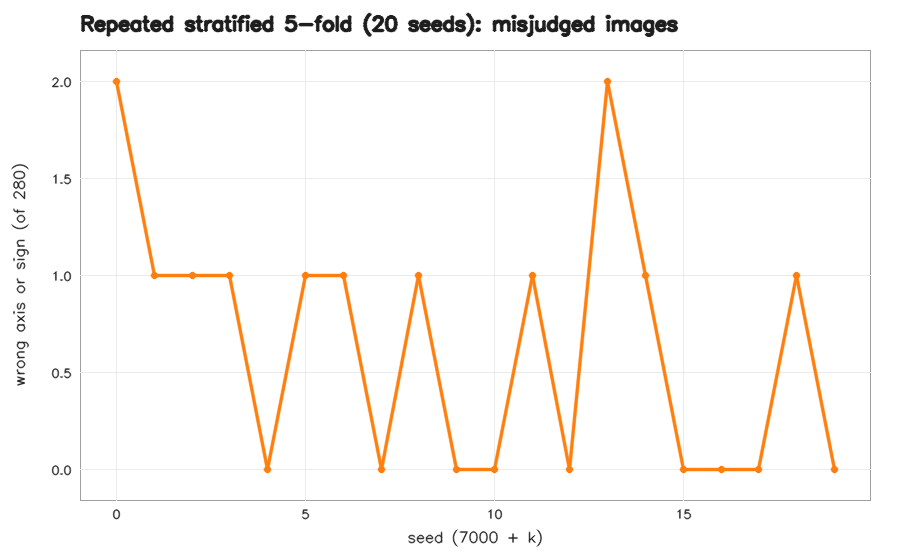 Repeated stratified 5-fold (20 seeds): misjudged images
2.0
1.5
1.0
0.5
0.0
wrong axis or sign (of 280)
0 5 10 15
seed (7000 + k)